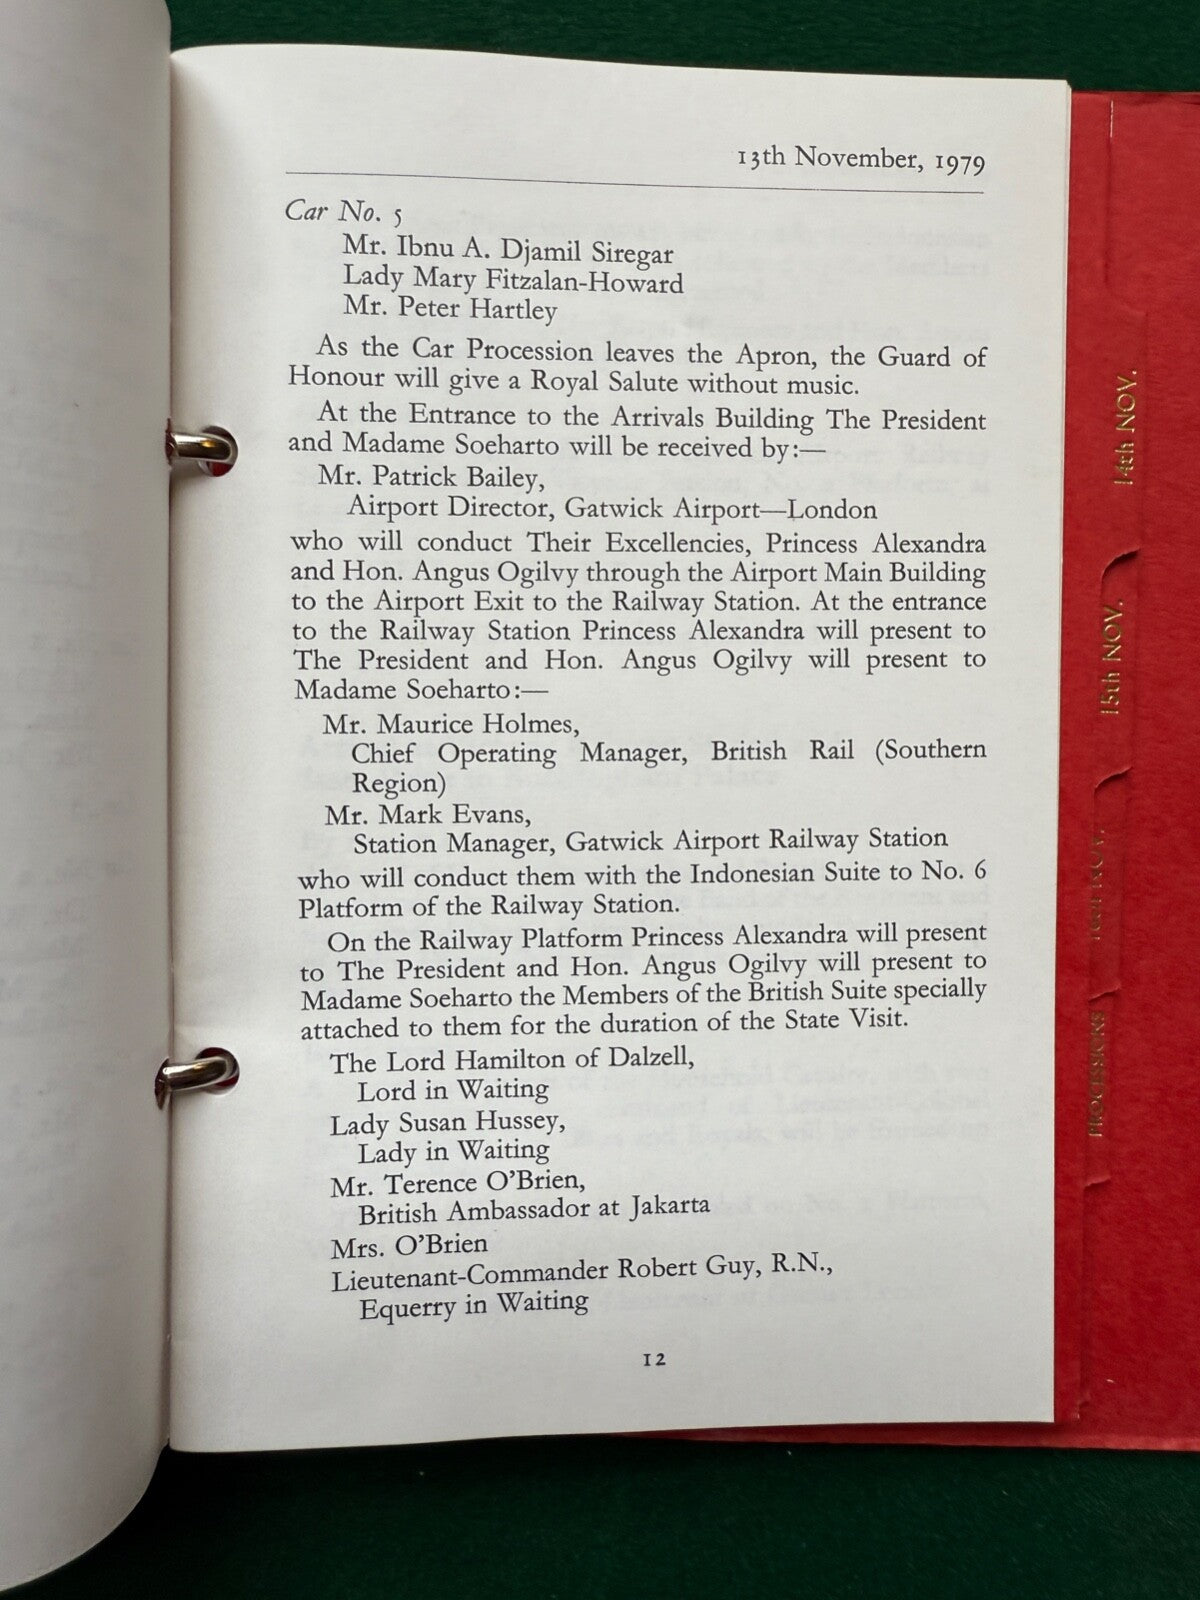 13th November, 1979
Car No. 5
Mr. Ibnu A. Djamil Siregar
Lady Mary Fitzalan-Howard
Mr. Peter Hartley
As the Car Procession leaves the Apron, the Guard of
Honour will give a Royal Salute without music.
At the Entrance to the Arrivals Building The President
and Madame Soeharto will be received by:—
Mr. Patrick Bailey,
Airport Director, Gatwick Airport—London
who will conduct Their Excellencies, Princess Alexandra
and Hon. Angus Ogilvy through the Airport Main Building
to the Airport Exit to the Railway Station. At the entrance
to the Railway Station Princess Alexandra will present to
The President and Hon. Angus Ogilvy will present to
Madame Soeharto:—
Mr. Maurice Holmes,
Chief Operating Manager, British Rail (Southern
Region)
Mr. Mark Evans,
Station Manager, Gatwick Airport Railway Station
who will conduct them with the Indonesian Suite to No. 6
Platform of the Railway Station.
On the Railway Platform Princess Alexandra will present
to The President and Hon. Angus Ogilvy will present to
Madame Soeharto the Members of the British Suite specially
attached to them for the duration of the State Visit.
The Lord Hamilton of Dalzell,
Lord in Waiting
Lady Susan Hussey,
Lady in Waiting
Mr. Terence O'Brien,
British Ambassador at Jakarta
Mrs. O'Brien
Lieutenant-Commander Robert Guy, R.N.,
Equerry in Waiting
12
14th NOV.
15th NOV.
NOV.
PROCESSIONS